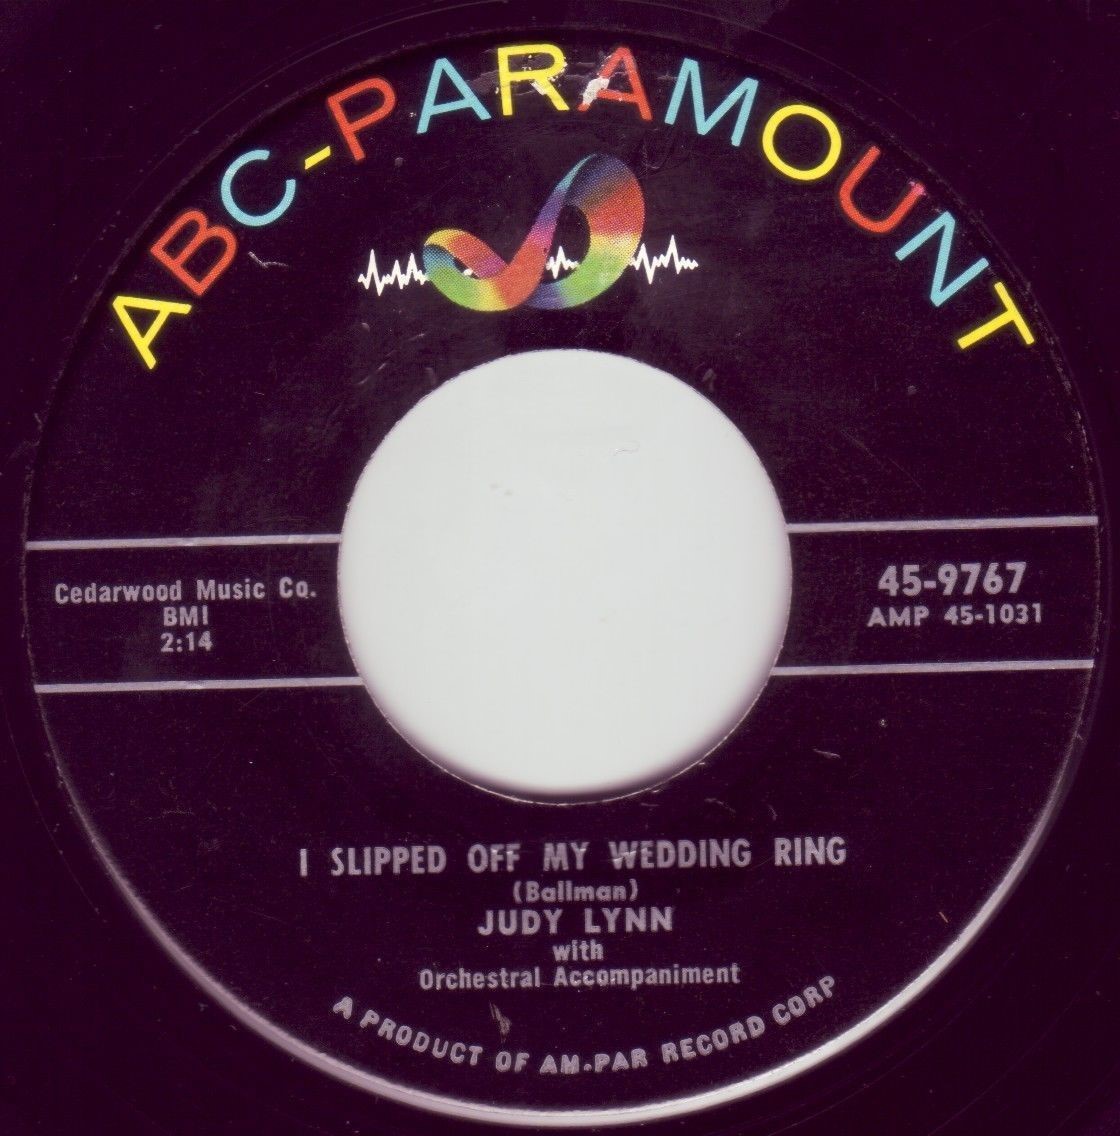 ABC-PARAMOUNT
Cedarwood Music Co.
BMI
2:14
45-9767
AMP 45-1031
I SLIPPED OFF MY WEDDING RING
(Ballman)
JUDY LYNN
with
Orchestral Accompaniment
A PRODUCT OF AM-PAR RECORD CORP